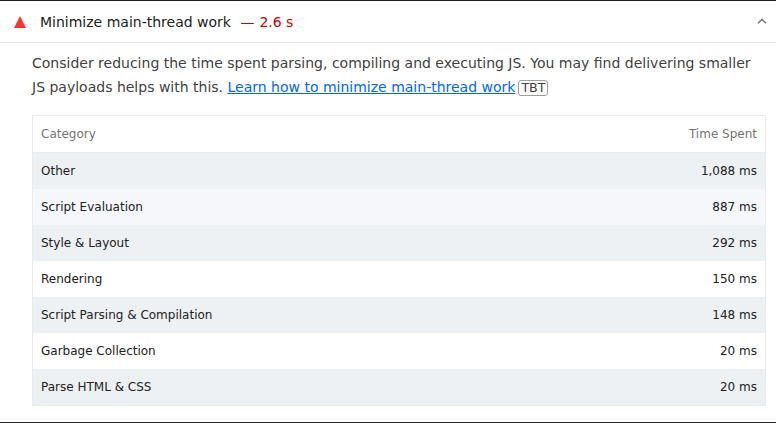 Minimize main-thread work — 2.6 s
Consider reducing the time spent parsing, compiling and executing JS. You may find delivering smaller
JS payloads helps with this. Learn how to minimize main-thread work TBT
Category Time Spent
Other 1,088 ms
Script Evaluation 887 ms
Style & Layout 292 ms
Rendering 150 ms
Script Parsing & Compilation 148 ms
Garbage Collection 20 ms
Parse HTML & CSS 20 ms